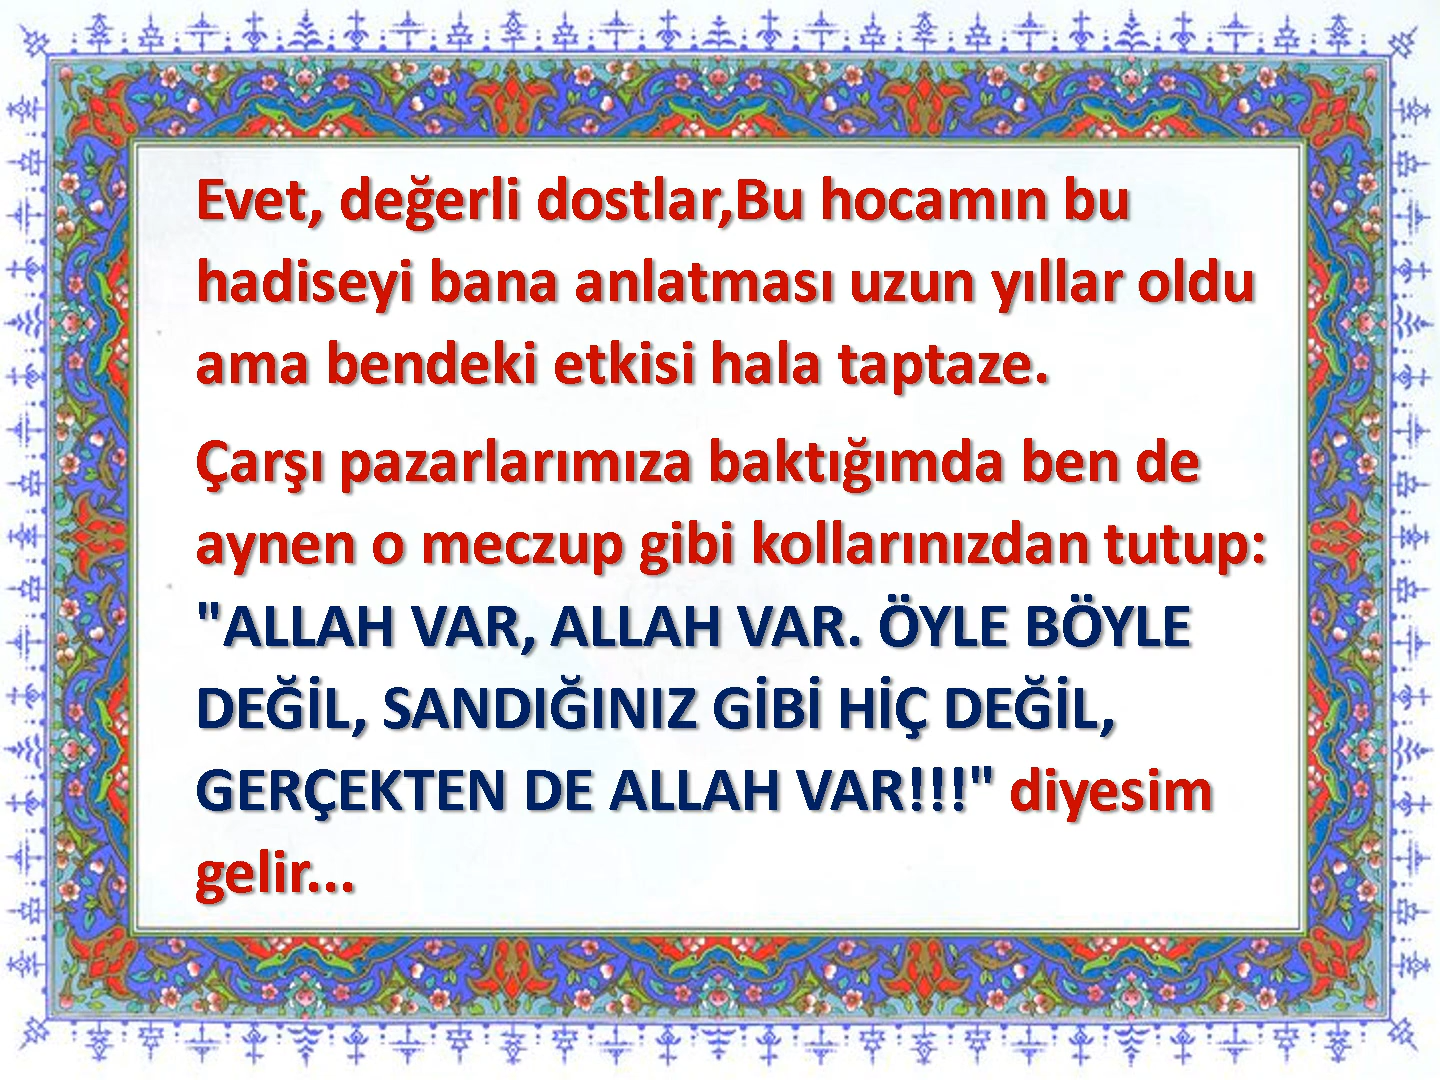 Evet, değerli dostlar,Bu hocamın bu
hadiseyi bana anlatması uzun yıllar oldu
ama bendeki etkisi hala taptaze.
Çarşı pazarlarımıza baktığımda ben de
aynen o meczup gibi kollarınızdan tutup:
"ALLAH VAR, ALLAH VAR. ÖYLE BÖYLE
DEĞİL, SANDIĞINIZ GİBİ HİÇ DEĞİL,
GERÇEKTEN DE ALLAH VAR!!!" diyesim
gelir...